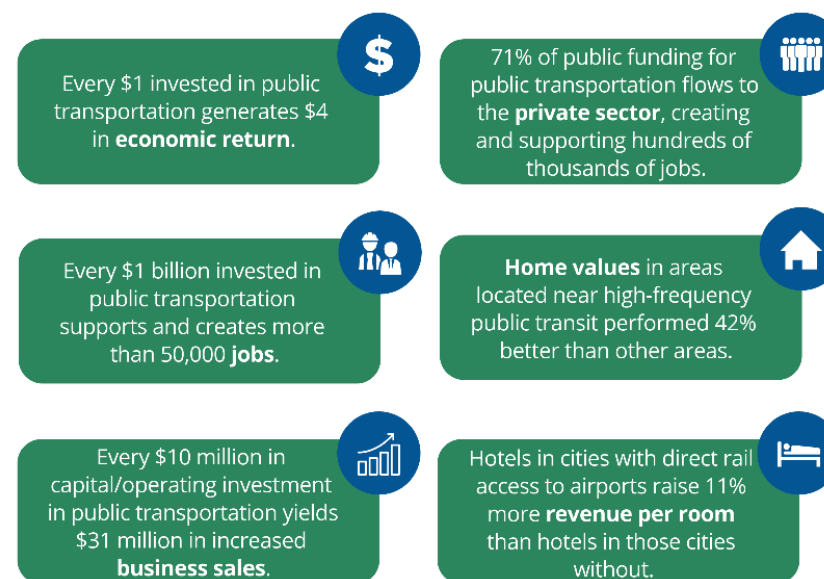 Every $1 invested in public
transportation generates $4
in economic return.
$
71% of public funding for
public transportation flows to
the private sector, creating
and supporting hundreds of
thousands of jobs.
Every $1 billion invested in
public transportation
supports and creates more
than 50,000 jobs.
Home values in areas
located near high-frequency
public transit performed 42%
better than other areas.
Every $10 million in
capital/operating investment
in public transportation yields
$31 million in increased
business sales.
Hotels in cities with direct rail
access to airports raise 11%
more revenue per room
than hotels in those cities
without.